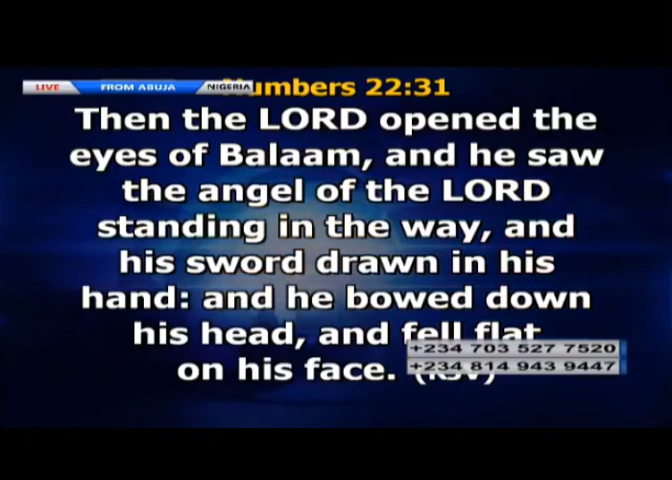 LIVE FROM ABUJA NIGERIA
Numbers 22:31
Then the LORD opened the
eyes of Balaam, and he saw
the angel of the LORD
standing in the way, and
his sword drawn in his
hand: and he bowed down
his head, and fell flat
on his face.
+234 703 527 7520
+234 814 943 9447